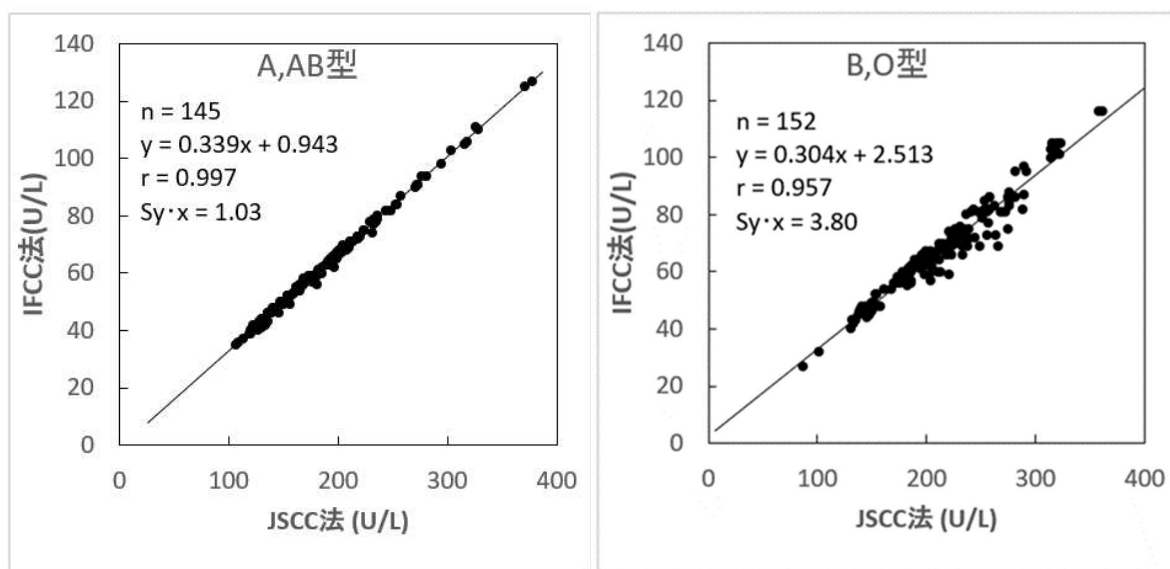 A,AB型
n = 145
y = 0.339x + 0.943
r = 0.997
Sy･x = 1.03
IFCC法(U/L)
140
120
100
80
60
40
20
0
0 100 200 300 400
JSCC法 (U/L)
B,O型
n = 152
y = 0.304x + 2.513
r = 0.957
Sy･x = 3.80
IFCC法(U/L)
140
120
100
80
60
40
20
0
0 100 200 300 400
JSCC法 (U/L)